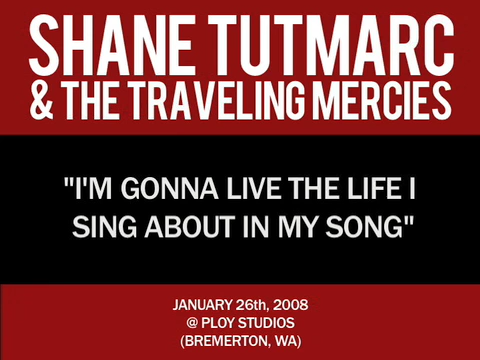 SHANE TUTMARC
& THE TRAVELING MERCIES
"I'M GONNA LIVE THE LIFE I
SING ABOUT IN MY SONG"
JANUARY 26th, 2008
@ PLOY STUDIOS
(BREMERTON, WA)